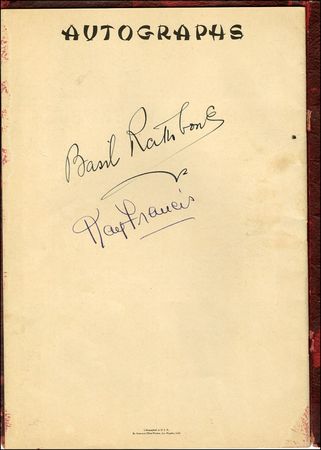 AUTOGRAPHS
Basil Rathbone
Kay Francis